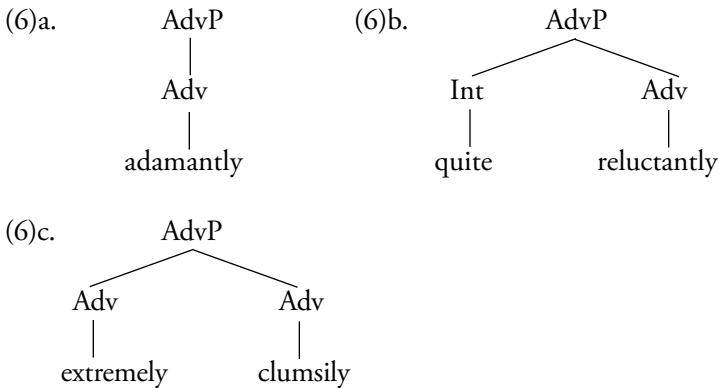 (6)a. AdvP (6)b. AdvP
Adv Int Adv
adamantly quite reluctantly
(6)c. AdvP
Adv Adv
extremely clumsily